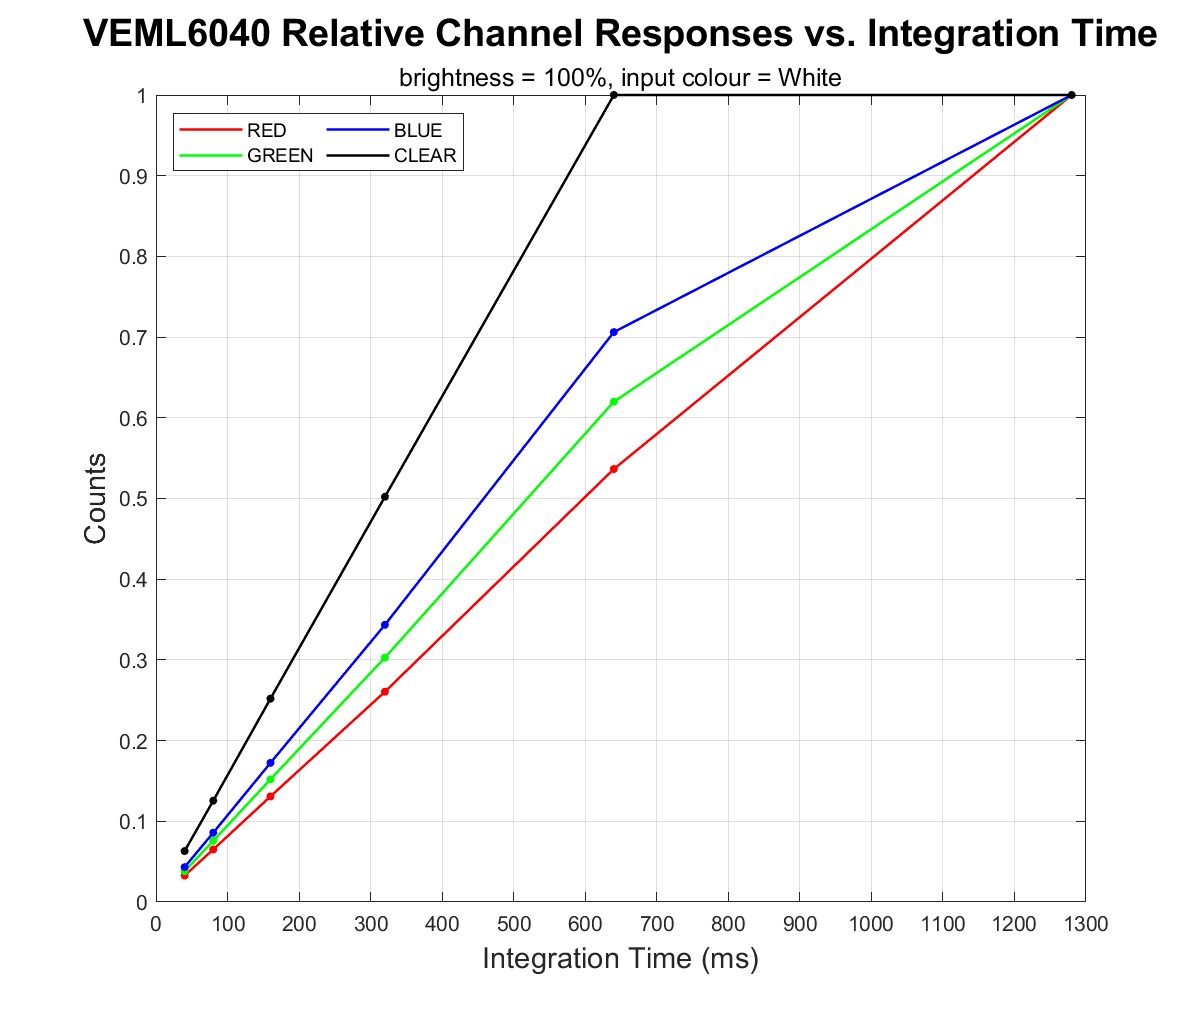 VEML6040 Relative Channel Responses vs. Integration Time
brightness = 100%, input colour = White
RED
BLUE
GREEN
CLEAR
Counts
1
0.9
0.8
0.7
0.6
0.5
0.4
0.3
0.2
0.1
0
0 100 200 300 400 500 600 700 800 900 1000 1100 1200 1300
Integration Time (ms)